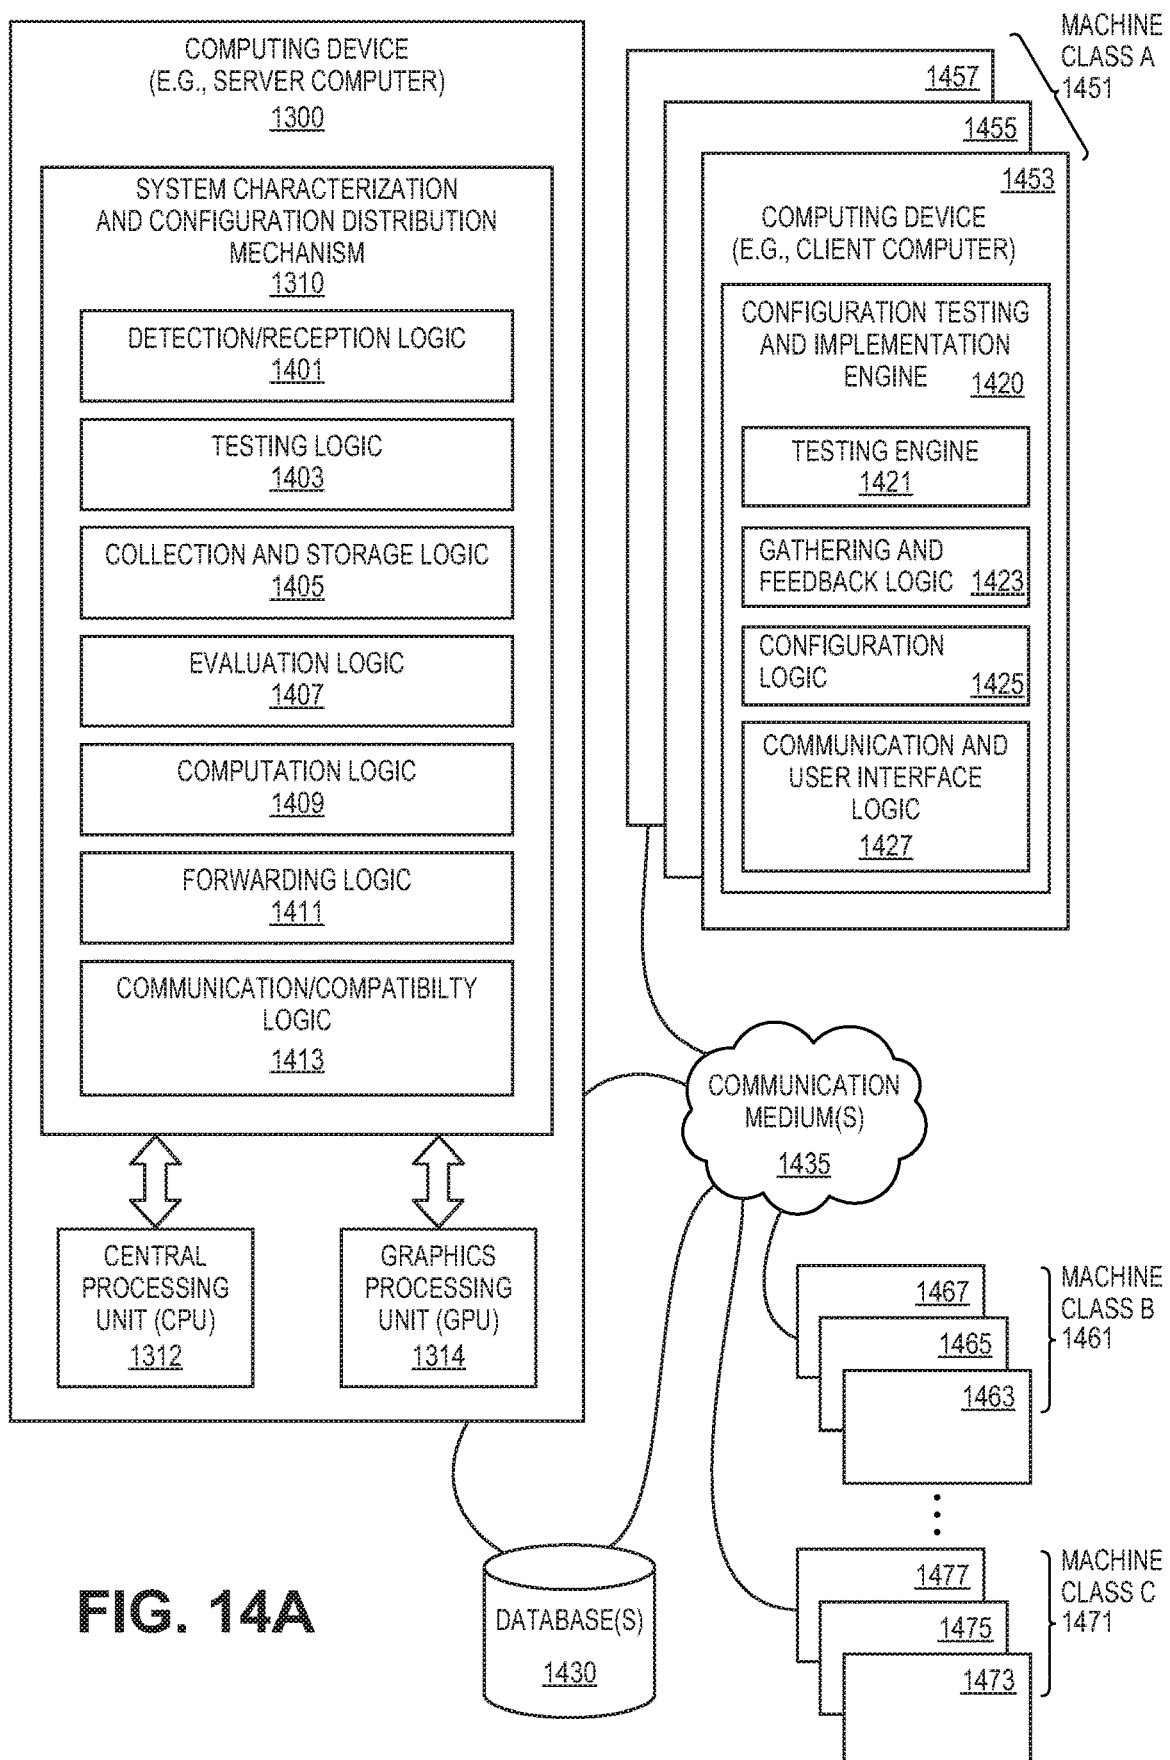 COMPUTING DEVICE
(E.G., SERVER COMPUTER)
1300
SYSTEM CHARACTERIZATION
AND CONFIGURATION DISTRIBUTION
MECHANISM
1310
DETECTION/RECEPTION LOGIC
1401
TESTING LOGIC
1403
COLLECTION AND STORAGE LOGIC
1405
EVALUATION LOGIC
1407
COMPUTATION LOGIC
1409
FORWARDING LOGIC
1411
COMMUNICATION/COMPATIBILTY
LOGIC
1413
CENTRAL
PROCESSING
UNIT (CPU)
1312
GRAPHICS
PROCESSING
UNIT (GPU)
1314
MACHINE
CLASS A
1451
1457
1455
1453
COMPUTING DEVICE
(E.G., CLIENT COMPUTER)
CONFIGURATION TESTING
AND IMPLEMENTATION
ENGINE
1420
TESTING ENGINE
1421
GATHERING AND
FEEDBACK LOGIC
1423
CONFIGURATION
LOGIC
1425
COMMUNICATION AND
USER INTERFACE
LOGIC
1427
COMMUNICATION
MEDIUM(S)
1435
1467
1465
1463
MACHINE
CLASS B
1461
1477
1475
1473
MACHINE
CLASS C
1471
DATABASE(S)
1430
FIG. 14A